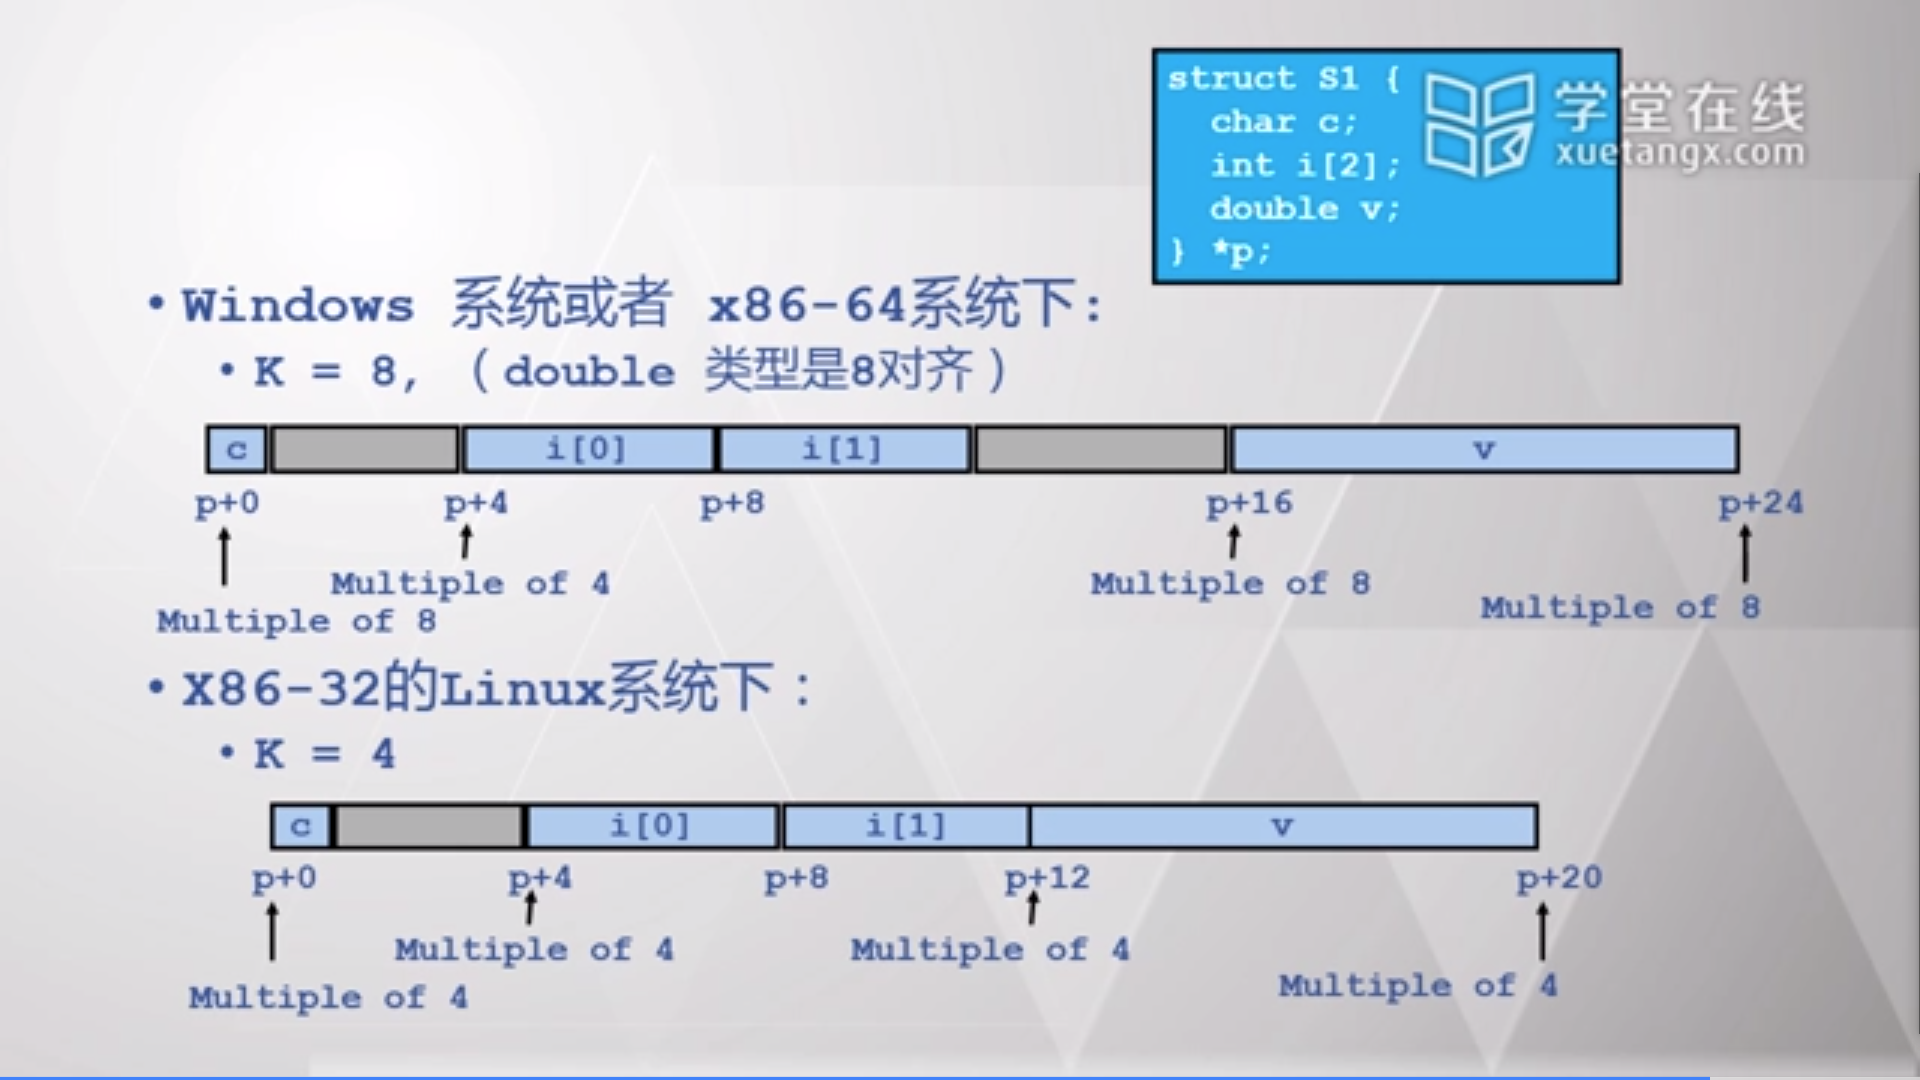 struct S1 {
char c;
int i[2];
double v;
} *p;
学堂在线
xuetangx.com
•Windows 系统或者 x86-64系统下:
•K = 8, （double 类型是8对齐）
c i[0] i[1] v
p+0 p+4 p+8 p+16 p+24
Multiple of 4 Multiple of 8
Multiple of 8 Multiple of 8
•X86-32的Linux系统下：
•K = 4
c i[0] i[1] v
p+0 p+4 p+8 p+12 p+20
Multiple of 4 Multiple of 4
Multiple of 4 Multiple of 4